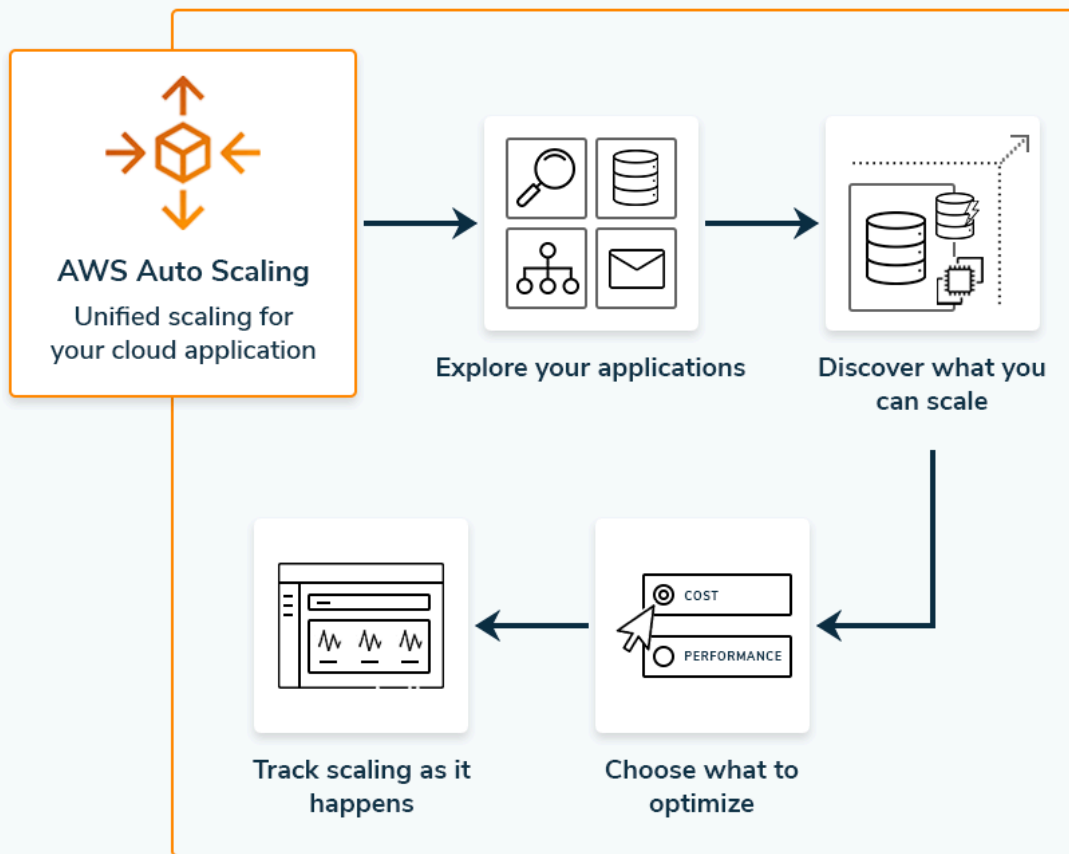 AWS Auto Scaling
Unified scaling for
your cloud application
Explore your applications
Discover what you
can scale
COST
PERFORMANCE
Choose what to
optimize
Track scaling as it
happens